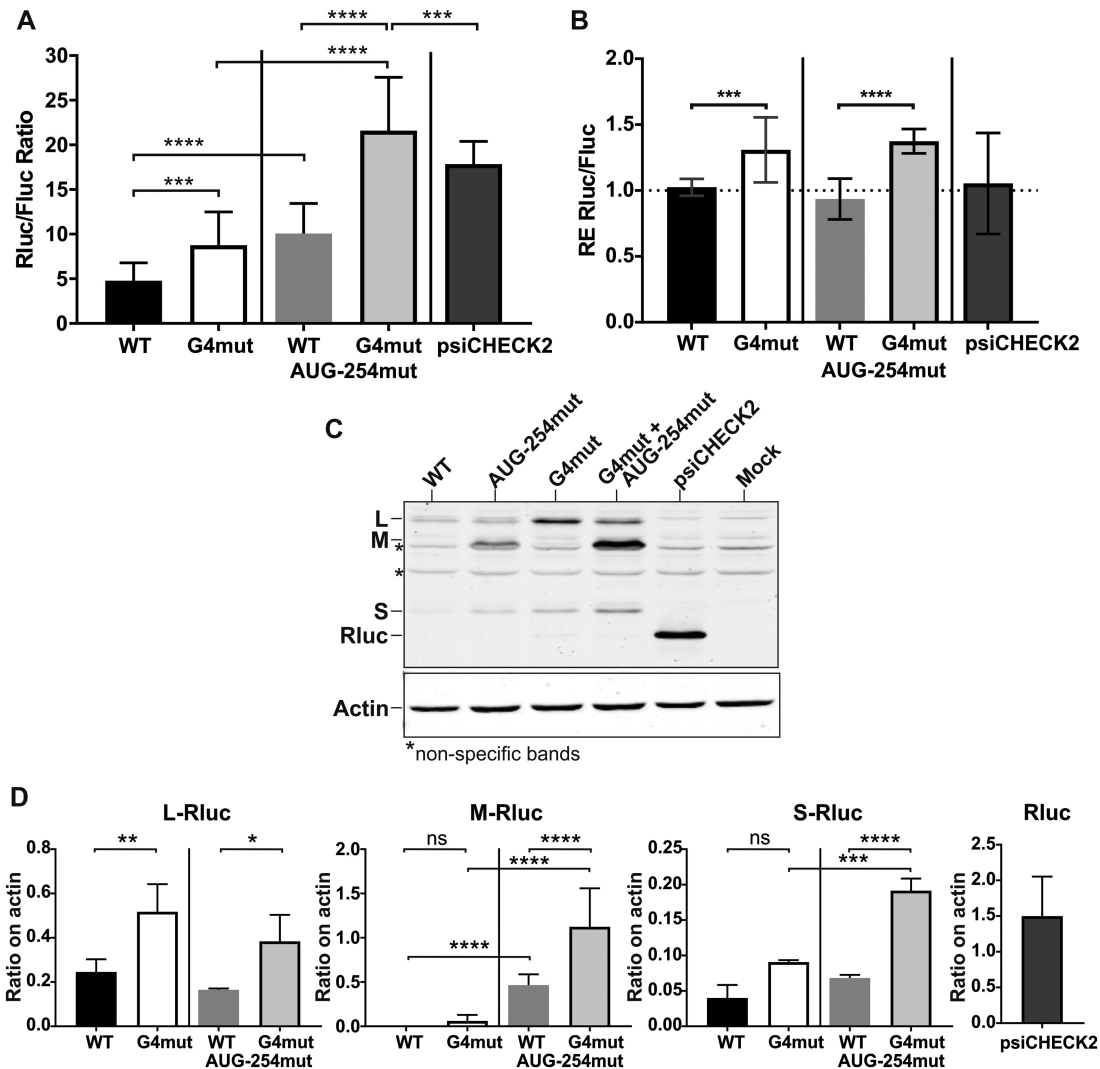 A
Rluc/Fluc Ratio
30
25
20
15
10
5
0
****
***
****
****
***
WT
G4mut
WT
G4mut
psiCHECK2
AUG-254mut
B
RE Rluc/Fluc
2.0
1.5
1.0
0.5
0.0
***
****
WT
G4mut
WT
G4mut
psiCHECK2
AUG-254mut
C
WT
AUG-254mut
G4mut
G4mut +
AUG-254mut
psiCHECK2
Mock
L
M
*
*
S
Rluc
Actin
*non-specific bands
D
L-Rluc
Ratio on actin
0.8
0.6
0.4
0.2
0.0
**
*
WT
G4mut
WT
G4mut
AUG-254mut
M-Rluc
Ratio on actin
2.0
1.5
1.0
0.5
0.0
ns
****
****
****
WT
G4mut
WT
G4mut
AUG-254mut
S-Rluc
Ratio on actin
0.25
0.20
0.15
0.10
0.05
0.00
ns
****
***
WT
G4mut
WT
G4mut
AUG-254mut
Rluc
Ratio on actin
2.5
2.0
1.5
1.0
0.5
0.0
psiCHECK2